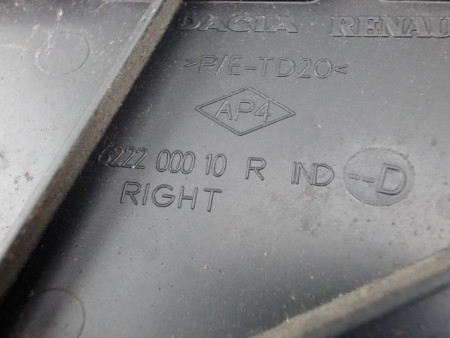 DACIA RENAU
>P/E-TD20<
AP4
6222 000 10 R IND --D
RIGHT